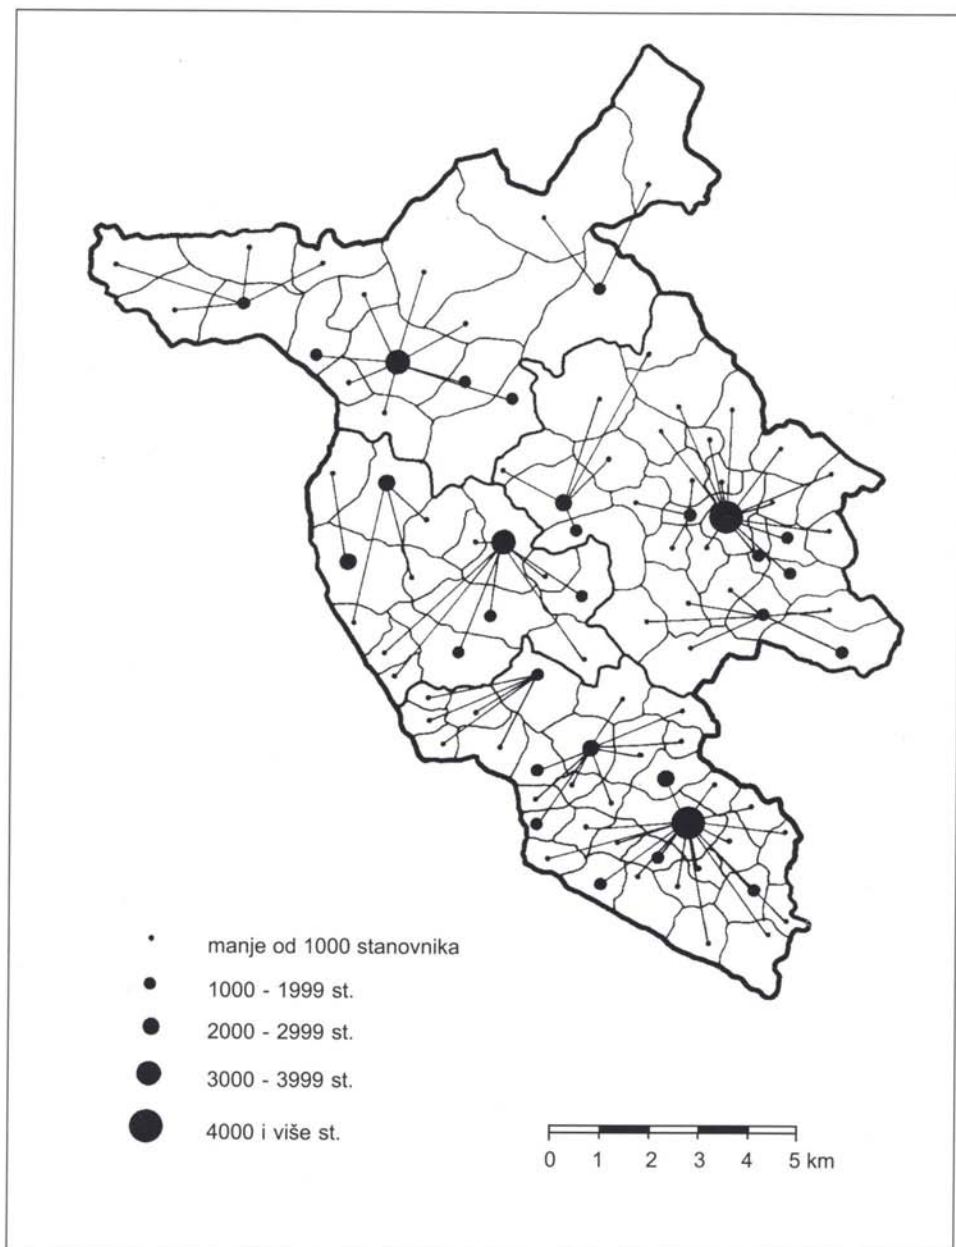 manje od 1000 stanovnika
1000 - 1999 st.
2000 - 2999 st.
3000 - 3999 st.
4000 i više st.
0 1 2 3 4 5 km